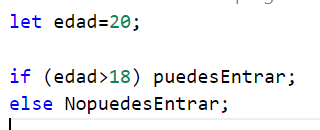 let edad=20;
if (edad>18) puedesEntrar;
else NopuedesEntrar;